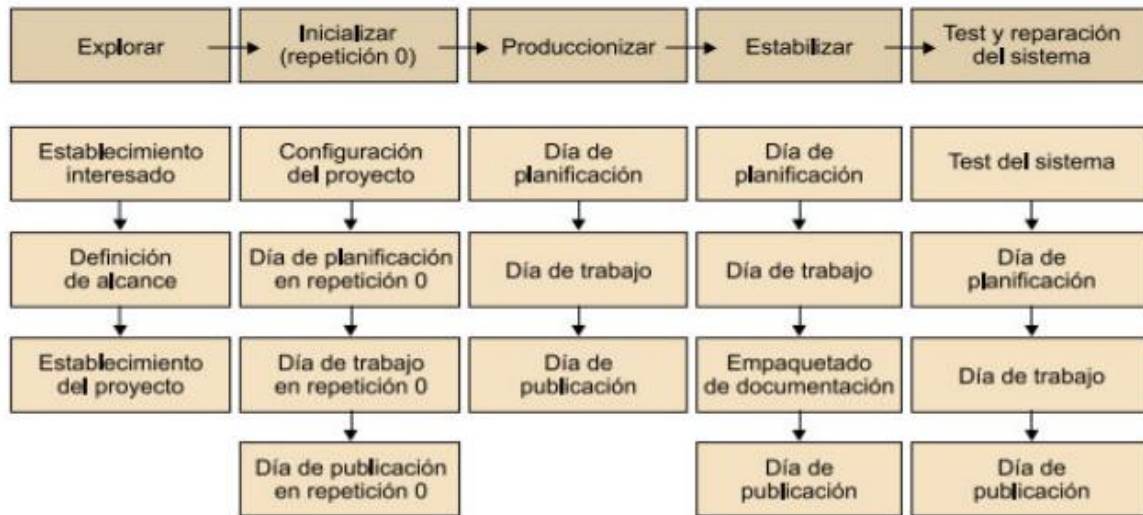 Explorar
Inicializar
(repetición 0)
Produccionizar
Estabilizar
Test y reparación
del sistema
Establecimiento
interesado
Configuración
del proyecto
Día de
planificación
Día de
planificación
Test del sistema
Definición
de alcance
Día de planificación
en repetición 0
Día de trabajo
Día de trabajo
Día de
planificación
Establecimiento
del proyecto
Día de trabajo
en repetición 0
Día de
publicación
Empaquetado
de documentación
Día de trabajo
Día de publicación
en repetición 0
Día de
publicación
Día de
publicación